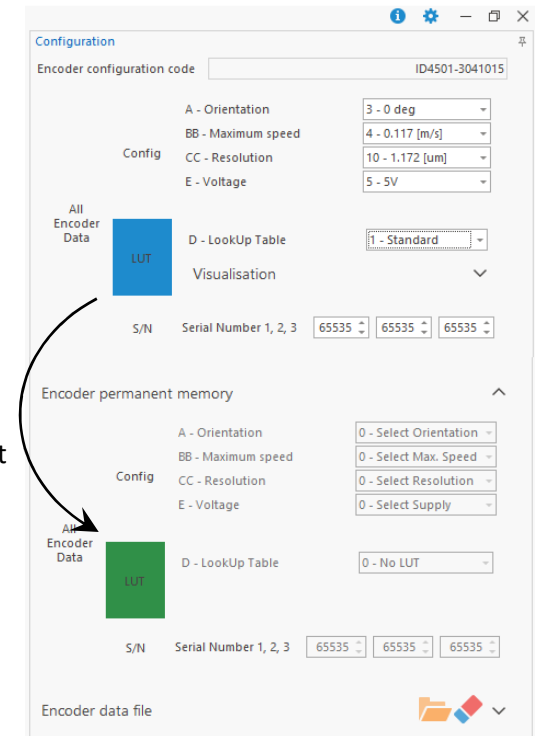 Configuration
Encoder configuration code ID4501-3041015
A - Orientation 3 - 0 deg
BB - Maximum speed 4 - 0.117 [m/s]
Config CC - Resolution 10 - 1.172 [um]
E - Voltage 5 - 5V
All
Encoder
Data
LUT
D - LookUp Table 1 - Standard
Visualisation
S/N Serial Number 1, 2, 3 65535 65535 65535
Encoder permanent memory
A - Orientation 0 - Select Orientation
BB - Maximum speed 0 - Select Max. Speed
Config CC - Resolution 0 - Select Resolution
E - Voltage 0 - Select Supply
t
All
Encoder
Data
LUT
D - LookUp Table 0 - No LUT
S/N Serial Number 1, 2, 3 65535 65535 65535
Encoder data file